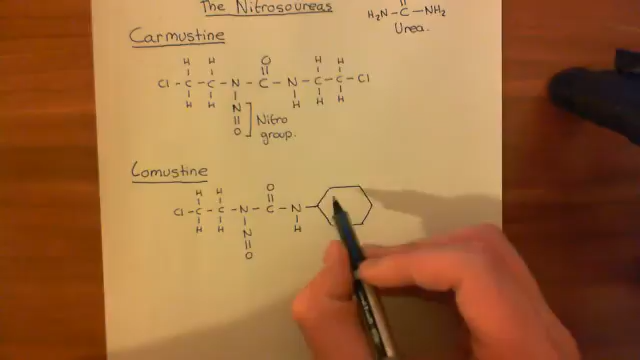 The Nitrosoureas
H₂N-C-NH₂
Urea.
Carmustine
H H O H H
Cl-C-C-N-C-N-C-C-Cl
H H N H H H
O
Nitro
group.
Lomustine
H H O
Cl-C-C-N-C-N
H H N H
O